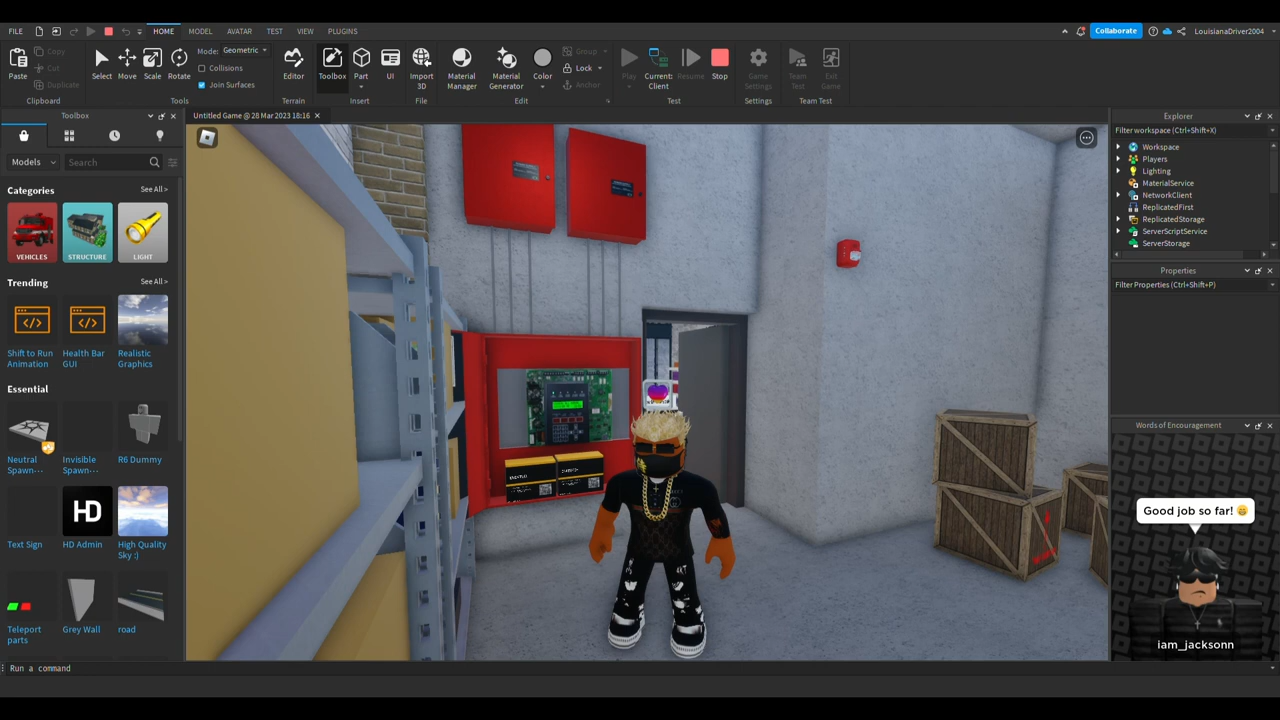 FILE
HOME
MODEL
AVATAR
TEST
VIEW
PLUGINS
Collaborate
LouisianaDriver2004
Paste
Copy
Cut
Duplicate
Clipboard
Select
Move
Scale
Rotate
Mode: Geometric
Collisions
Join Surfaces
Tools
Editor
Terrain
Toolbox
Part
UI
Insert
Import
3D
File
Material
Manager
Material
Generator
Color
Group
Lock
Anchor
Edit
Play
Current:
Client
Resume
Stop
Test
Game
Settings
Settings
Team
Test
Exit
Game
Team Test
Toolbox
Models
Search
Categories
See All >
VEHICLES
STRUCTURE
LIGHT
Trending
See All >
Shift to Run
Animation
Health Bar
GUI
Realistic
Graphics
Essential
Neutral
Spawn···
Invisible
Spawn···
R6 Dummy
HD
Text Sign
HD Admin
High Quality
Sky :)
Teleport
parts
Grey Wall
road
Untitled Game @ 28 Mar 2023 18:16
Explorer
Filter workspace (Ctrl+Shift+X)
Workspace
Players
Lighting
MaterialService
NetworkClient
ReplicatedFirst
ReplicatedStorage
ServerScriptService
ServerStorage
Properties
Filter Properties (Ctrl+Shift+P)
Words of Encouragement
Good job so far! 😄
iam_jacksonn
Run a command